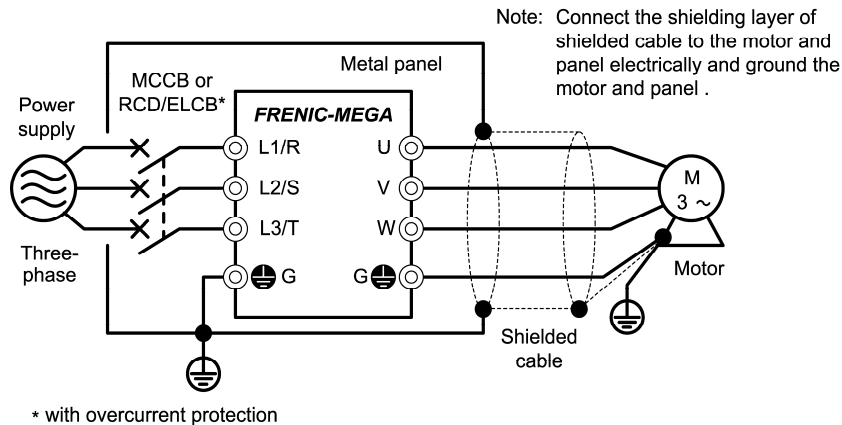 Note: Connect the shielding layer of
shielded cable to the motor and
panel electrically and ground the
motor and panel .
Metal panel
MCCB or
RCD/ELCB*
Power
supply
FRENIC-MEGA
L1/R
U
L2/S
V
L3/T
W
G
G
M
3 ~
Three-
phase
Motor
Shielded
cable
* with overcurrent protection